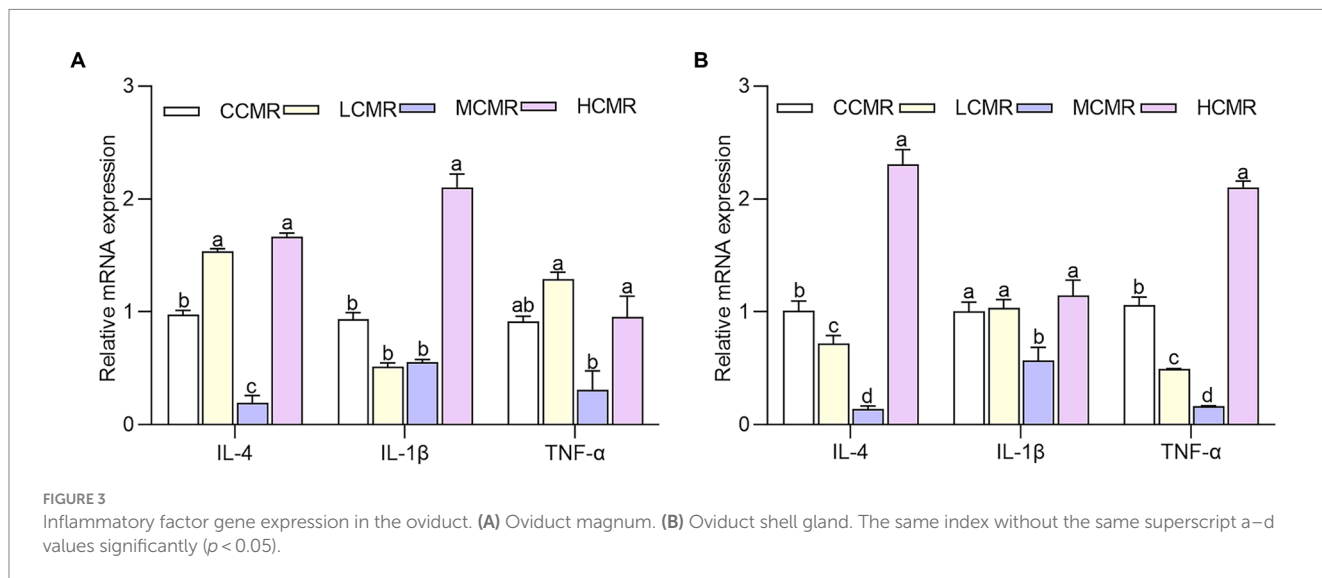 A
3
2
1
0
Relative mRNA expression
CCMR LCMR MCMR HCMR
b a c a
b b b a
ab a b a
IL-4 IL-1β TNF-α
B
3
2
1
0
Relative mRNA expression
CCMR LCMR MCMR HCMR
b c d a
a a b a
b c d a
IL-4 IL-1β TNF-α
FIGURE 3
Inflammatory factor gene expression in the oviduct. (A) Oviduct magnum. (B) Oviduct shell gland. The same index without the same superscript a–d
values significantly (p < 0.05).